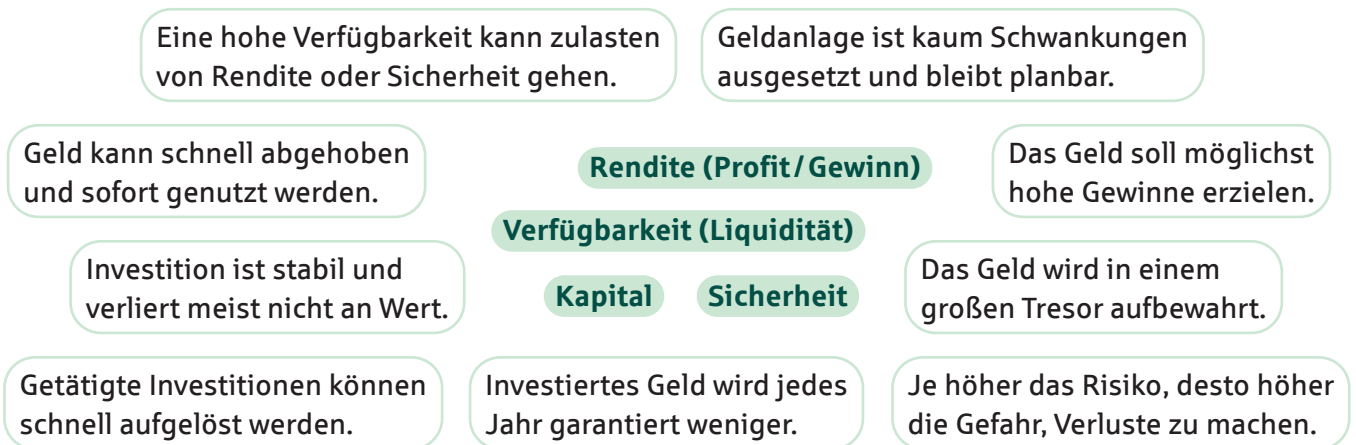 Eine hohe Verfügbarkeit kann zulasten
von Rendite oder Sicherheit gehen.
Geldanlage ist kaum Schwankungen
ausgesetzt und bleibt planbar.
Geld kann schnell abgehoben
und sofort genutzt werden.
Rendite (Profit/Gewinn)
Das Geld soll möglichst
hohe Gewinne erzielen.
Verfügbarkeit (Liquidität)
Investition ist stabil und
verliert meist nicht an Wert.
Kapital
Sicherheit
Das Geld wird in einem
großen Tresor aufbewahrt.
Getätigte Investitionen können
schnell aufgelöst werden.
Investiertes Geld wird jedes
Jahr garantiert weniger.
Je höher das Risiko, desto höher
die Gefahr, Verluste zu machen.